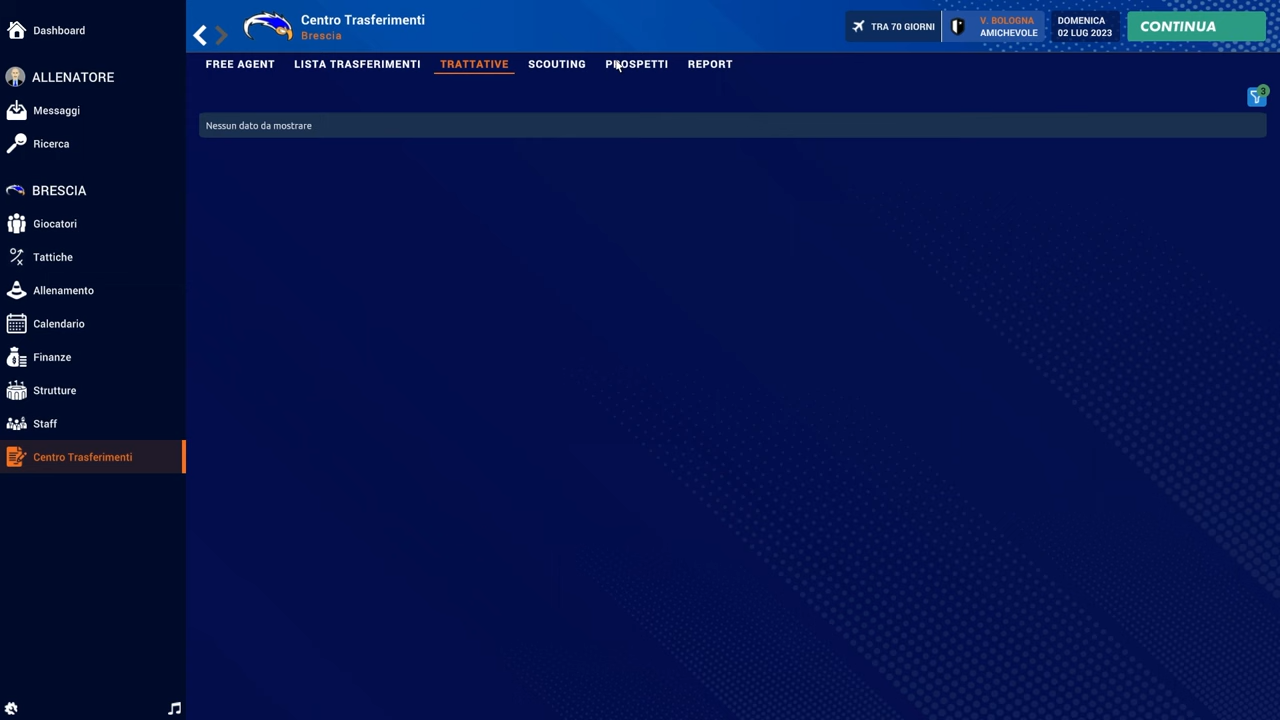 Dashboard
ALLENATORE
Messaggi
Ricerca
BRESCIA
Giocatori
Tattiche
Allenamento
Calendario
Finanze
Strutture
Staff
Centro Trasferimenti
Centro Trasferimenti
Brescia
TRA 70 GIORNI
V. BOLOGNA
AMICHEVOLE
DOMENICA
02 LUG 2023
CONTINUA
FREE AGENT LISTA TRASFERIMENTI TRATTATIVE SCOUTING PROSPETTI REPORT
3
Nessun dato da mostrare